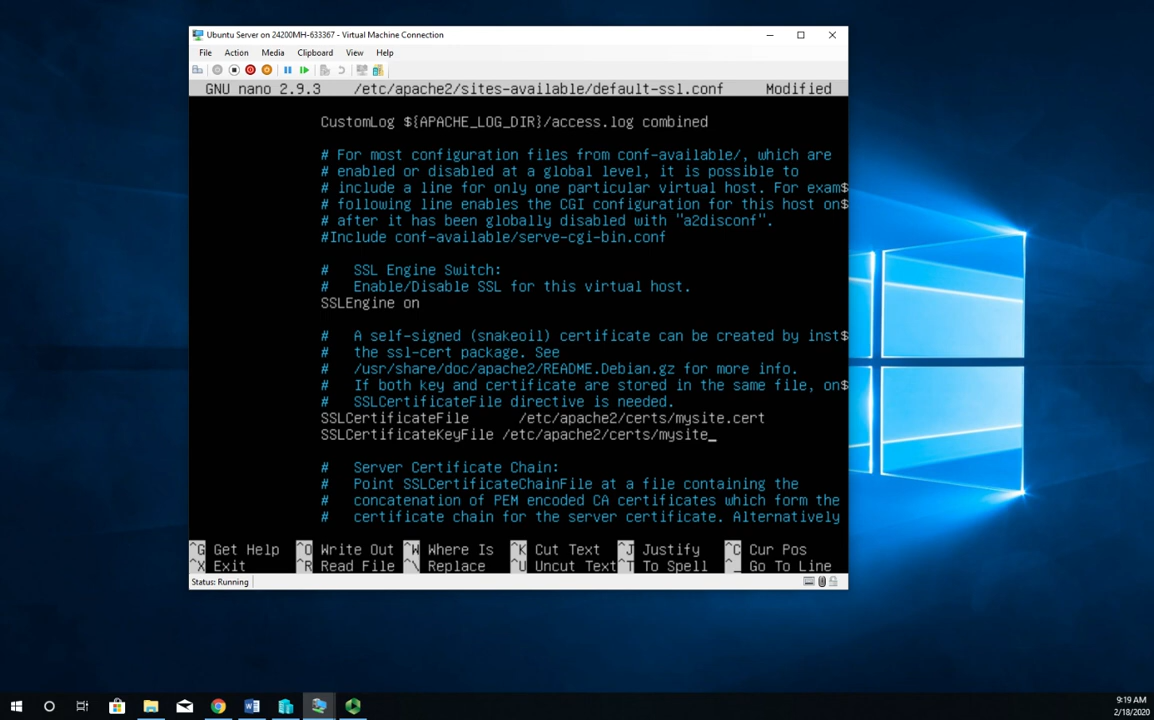 Ubuntu Server on 24200MH-633367 - Virtual Machine Connection
File Action Media Clipboard View Help
GNU nano 2.9.3 /etc/apache2/sites-available/default-ssl.conf Modified
CustomLog ${APACHE_LOG_DIR}/access.log combined
# For most configuration files from conf-available/, which are
# enabled or disabled at a global level, it is possible to
# include a line for only one particular virtual host. For exam$
# following line enables the CGI configuration for this host on$
# after it has been globally disabled with "a2disconf".
#Include conf-available/serve-cgi-bin.conf
# SSL Engine Switch:
# Enable/Disable SSL for this virtual host.
SSLEngine on
# A self-signed (snakeoil) certificate can be created by inst$
# the ssl-cert package. See
# /usr/share/doc/apache2/README.Debian.gz for more info.
# If both key and certificate are stored in the same file, on$
# SSLCertificateFile directive is needed.
SSLCertificateFile /etc/apache2/certs/mysite.cert
SSLCertificateKeyFile /etc/apache2/certs/mysite_
# Server Certificate Chain:
# Point SSLCertificateChainFile at a file containing the
# concatenation of PEM encoded CA certificates which form the
# certificate chain for the server certificate. Alternatively
^G Get Help ^O Write Out ^W Where Is ^K Cut Text ^J Justify ^C Cur Pos
^X Exit ^R Read File ^\ Replace ^U Uncut Text ^T To Spell ^_ Go To Line
Status: Running
9:19 AM
2/18/2020